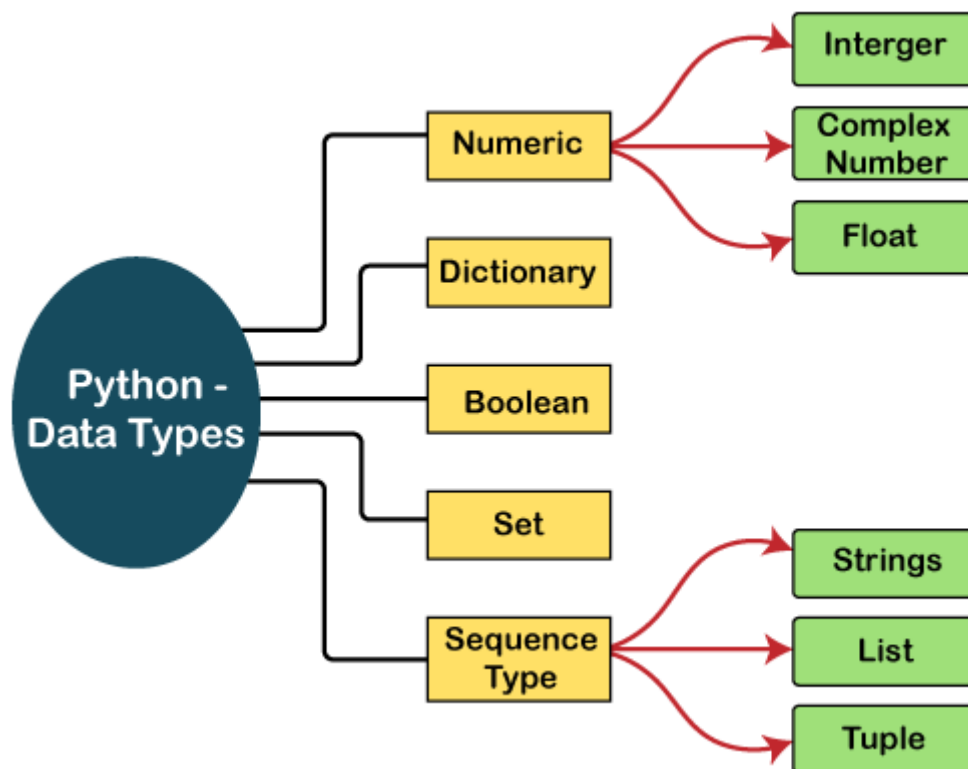 Python -
Data Types
Numeric
Dictionary
Boolean
Set
Sequence
Type
Interger
Complex
Number
Float
Strings
List
Tuple